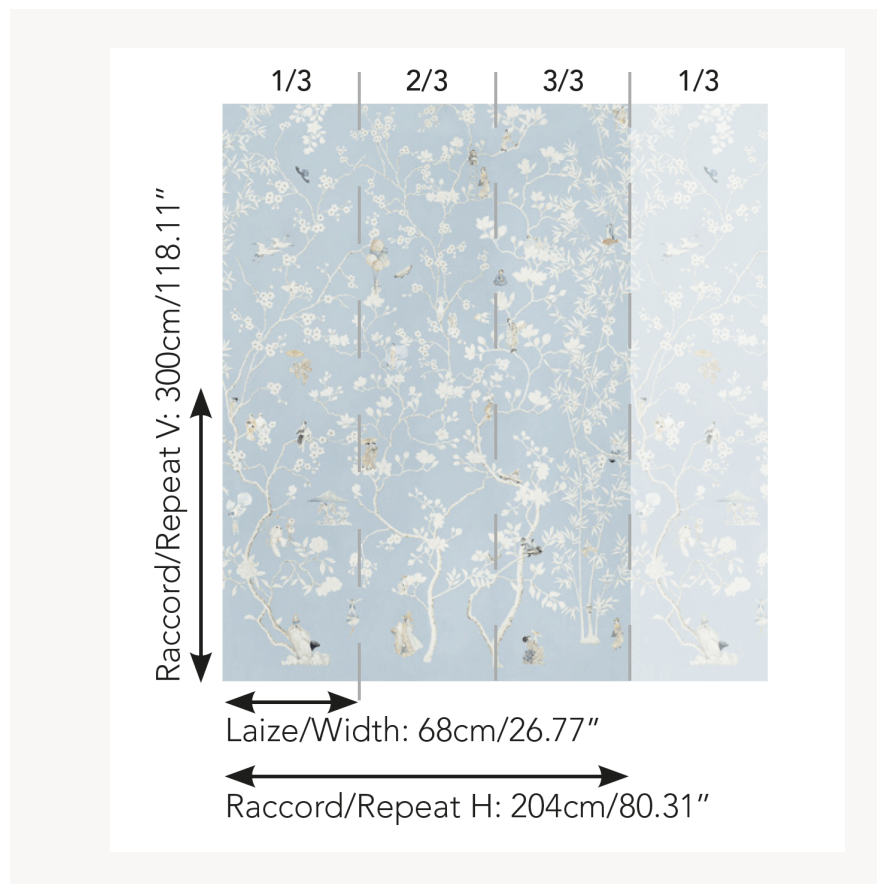 1/3 2/3 3/3 1/3
Raccord/Repeat V: 300cm/118.11”
Laize/Width: 68cm/26.77”
Raccord/Repeat H: 204cm/80.31”